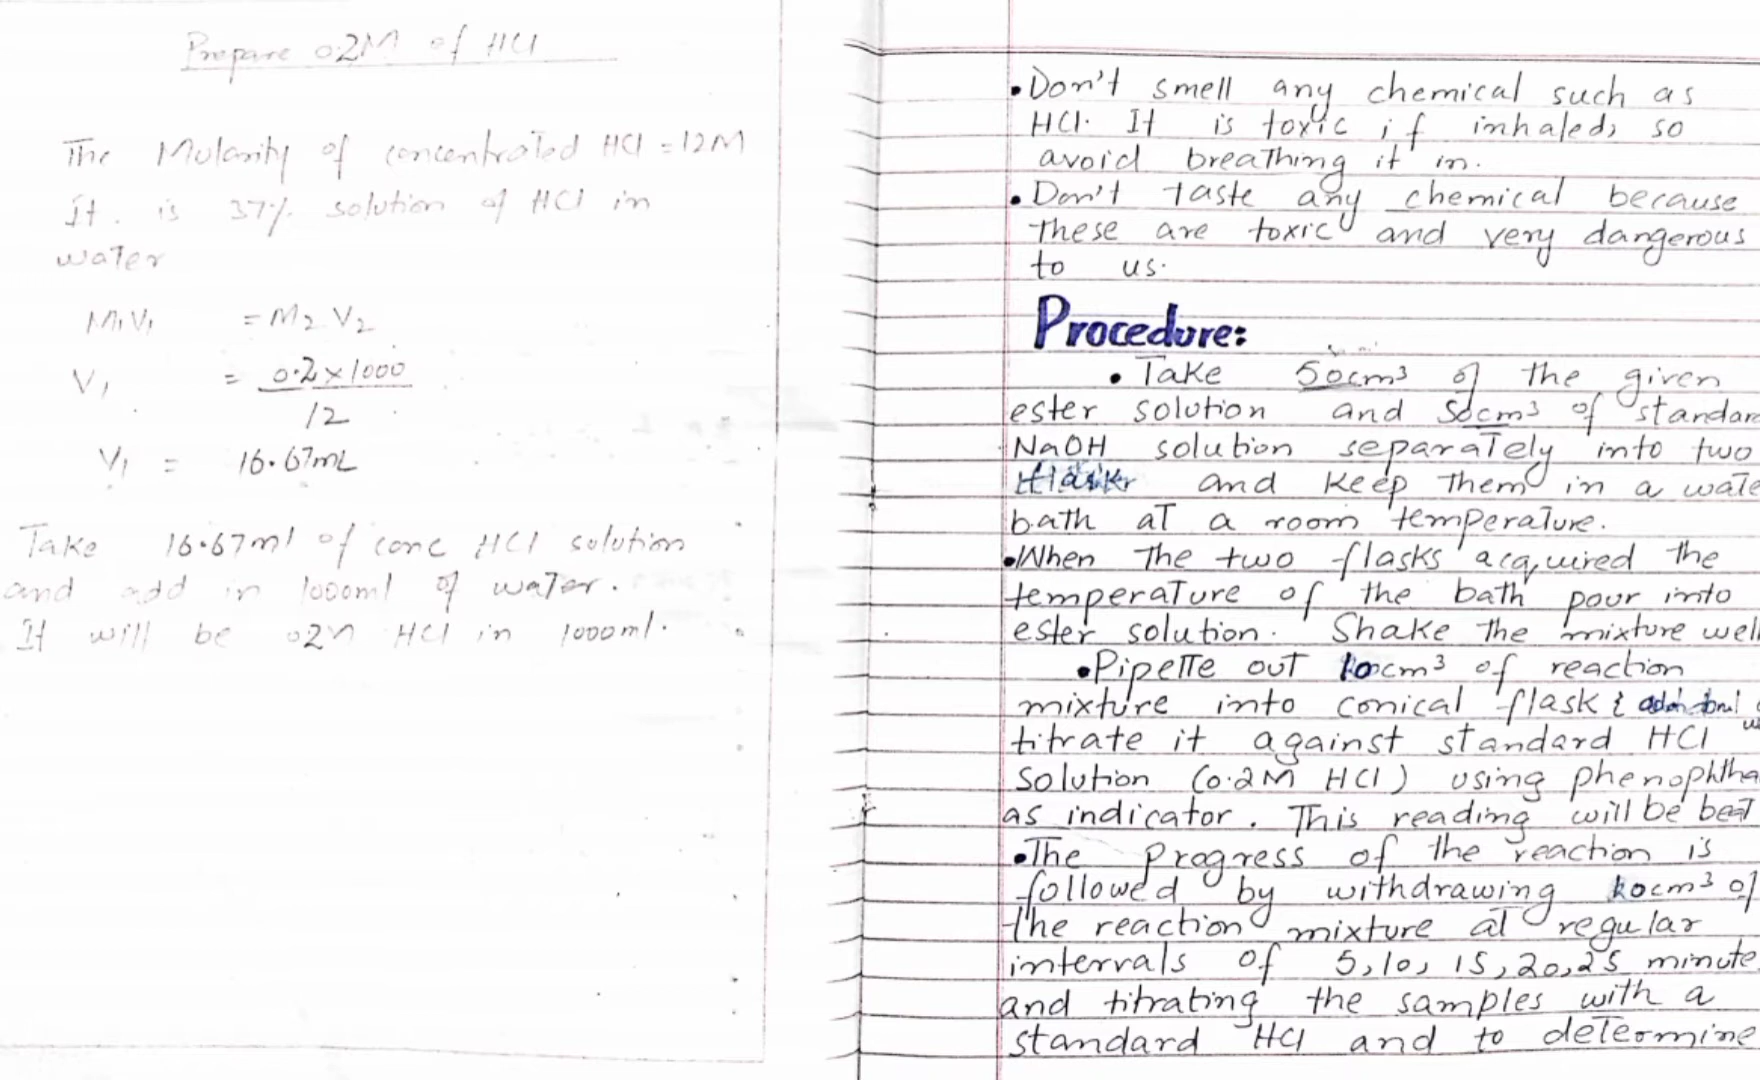 Prepare 0.2M of HCl
The Molarity of concentrated HCl = 12M
It. is 37% solution of HCl in
water
M₁V₁ = M₂ V₂
V₁ = 0.2 x 1000
12
V₁ = 16.67mL
Take 16.67ml of conc HCl solution
and add in 1000ml of water.
It will be 02M HCl in 1000ml.
• Don't smell any chemical such as
HCl. It is toxic if inhaled, so
avoid breathing it in.
• Don't taste any chemical because
these are toxic and very dangerous
to us.
Procedure:
• Take 50cm³ of the given
ester solution and 50cm³ of standard
NaOH solution separately into two
and keep them in a wate
bath at a room temperature.
• When the two flasks acquired the
temperature of the bath pour into
ester solution. Shake the mixture well
• Pipette out 10cm³ of reaction
mixture into conical flask &
titrate it against standard HCl
solution (0.2M HCl) using phenophtha
as indicator. This reading will be
• The progress of the reaction is
followed by withdrawing 10cm³ of
the reaction mixture at regular
intervals of 5, 10, 15, 20, 25 minute
and titrating the samples with a
standard HCl and to determine